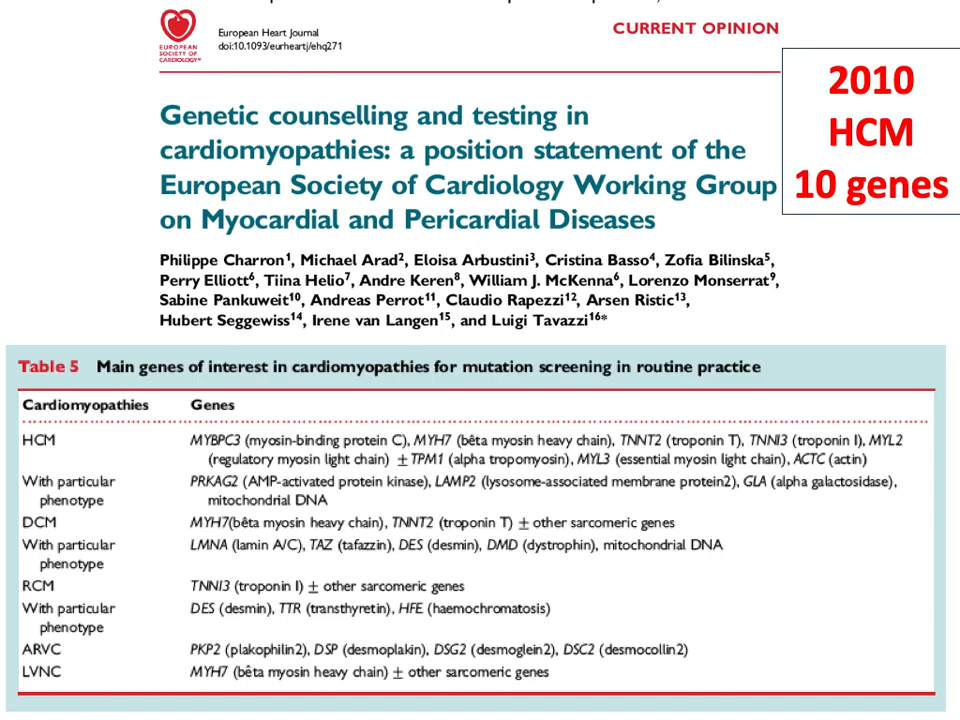 EUROPEAN
SOCIETY OF
CARDIOLOGY®
European Heart Journal
doi:10.1093/eurheartj/ehq271
CURRENT OPINION
2010
HCM
10 genes
Genetic counselling and testing in
cardiomyopathies: a position statement of the
European Society of Cardiology Working Group
on Myocardial and Pericardial Diseases
Philippe Charron1, Michael Arad2, Eloisa Arbustini3, Cristina Basso4, Zofia Bilinska5,
Perry Elliott6, Tiina Helio7, Andre Keren8, William J. McKenna6, Lorenzo Monserrat9,
Sabine Pankuweit10, Andreas Perrot11, Claudio Rapezzi12, Arsen Ristic13,
Hubert Seggewiss14, Irene van Langen15, and Luigi Tavazzi16*
Table 5 Main genes of interest in cardiomyopathies for mutation screening in routine practice
Cardiomyopathies Genes
HCM MYBPC3 (myosin-binding protein C), MYH7 (bêta myosin heavy chain), TNNT2 (troponin T), TNNI3 (troponin I), MYL2
(regulatory myosin light chain) ±TPM1 (alpha tropomyosin), MYL3 (essential myosin light chain), ACTC (actin)
With particular PRKAG2 (AMP-activated protein kinase), LAMP2 (lysosome-associated membrane protein2), GLA (alpha galactosidase),
phenotype mitochondrial DNA
DCM MYH7(bêta myosin heavy chain), TNNT2 (troponin T) ± other sarcomeric genes
With particular LMNA (lamin A/C), TAZ (tafazzin), DES (desmin), DMD (dystrophin), mitochondrial DNA
phenotype
RCM TNNI3 (troponin I) ± other sarcomeric genes
With particular DES (desmin), TTR (transthyretin), HFE (haemochromatosis)
phenotype
ARVC PKP2 (plakophilin2), DSP (desmoplakin), DSG2 (desmoglein2), DSC2 (desmocollin2)
LVNC MYH7 (bêta myosin heavy chain) ± other sarcomeric genes